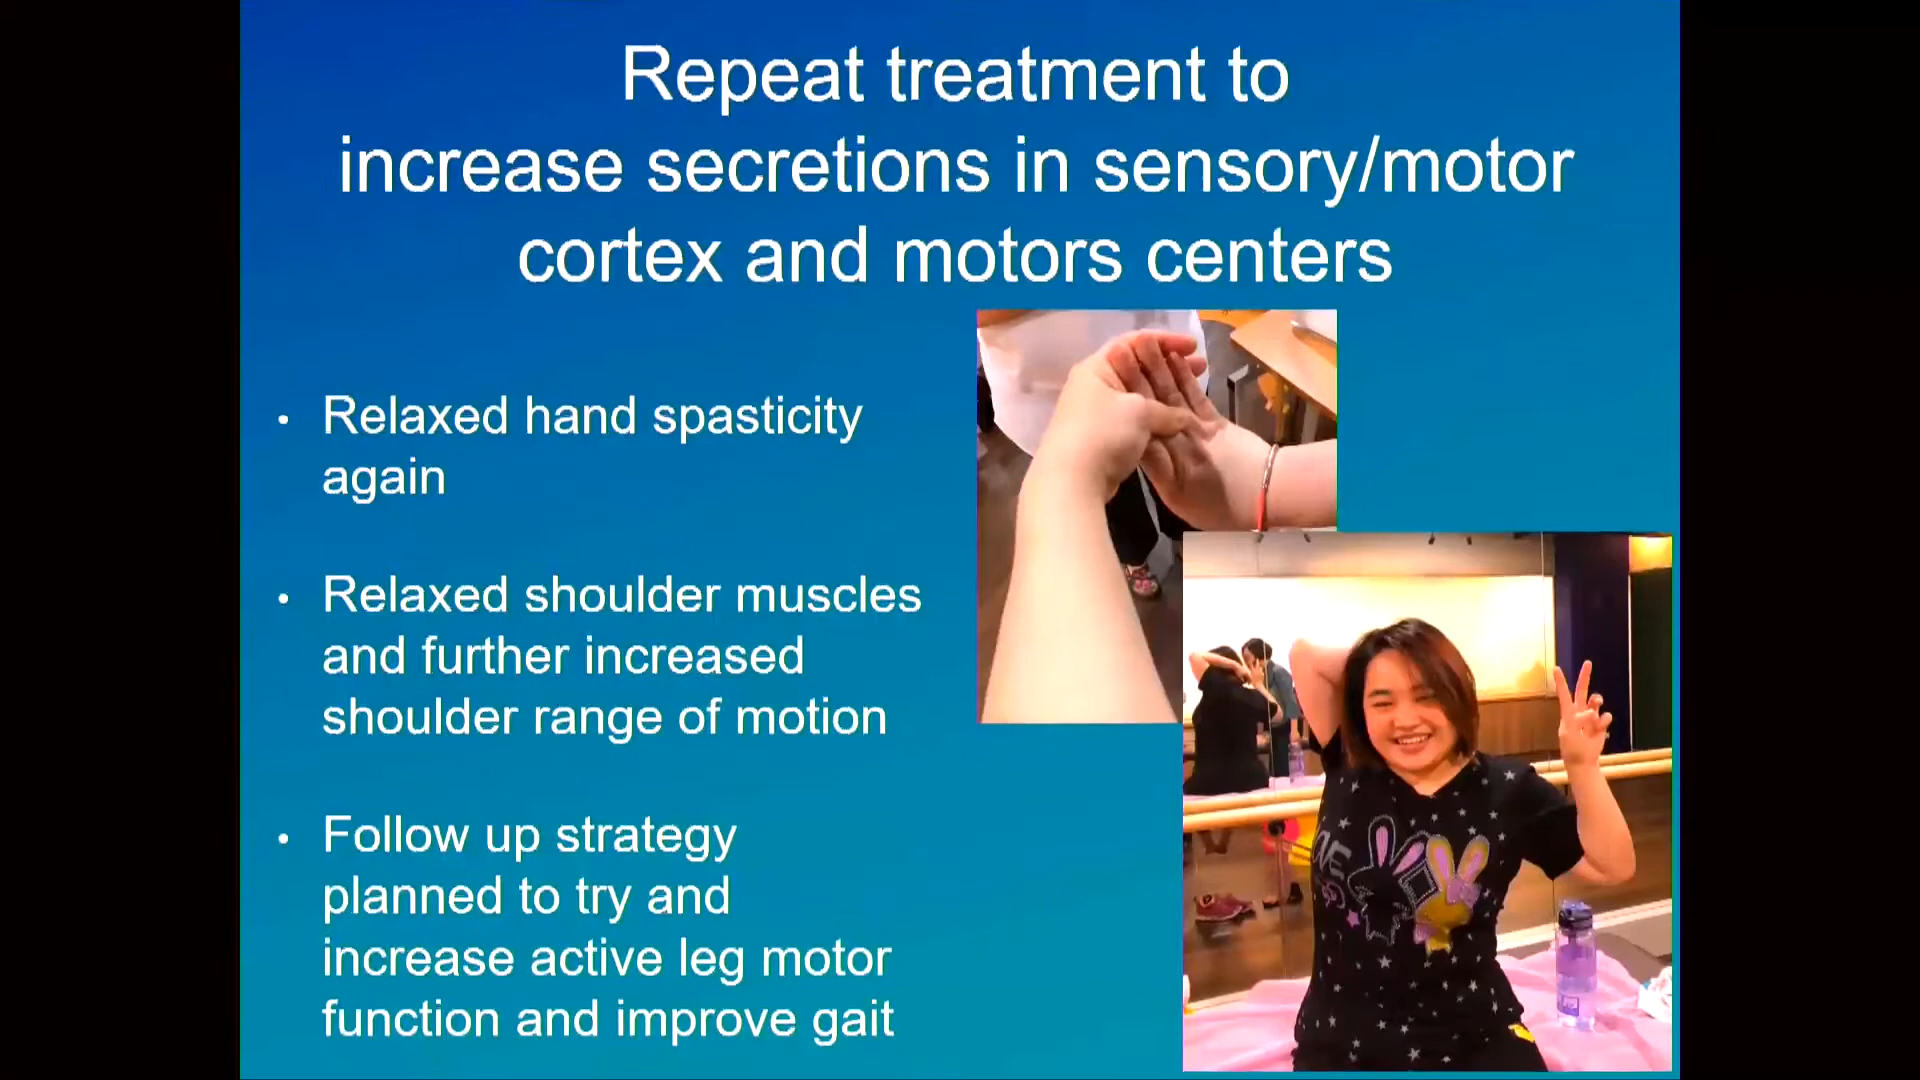 Repeat treatment to
increase secretions in sensory/motor
cortex and motors centers
• Relaxed hand spasticity
again
• Relaxed shoulder muscles
and further increased
shoulder range of motion
• Follow up strategy
planned to try and
increase active leg motor
function and improve gait